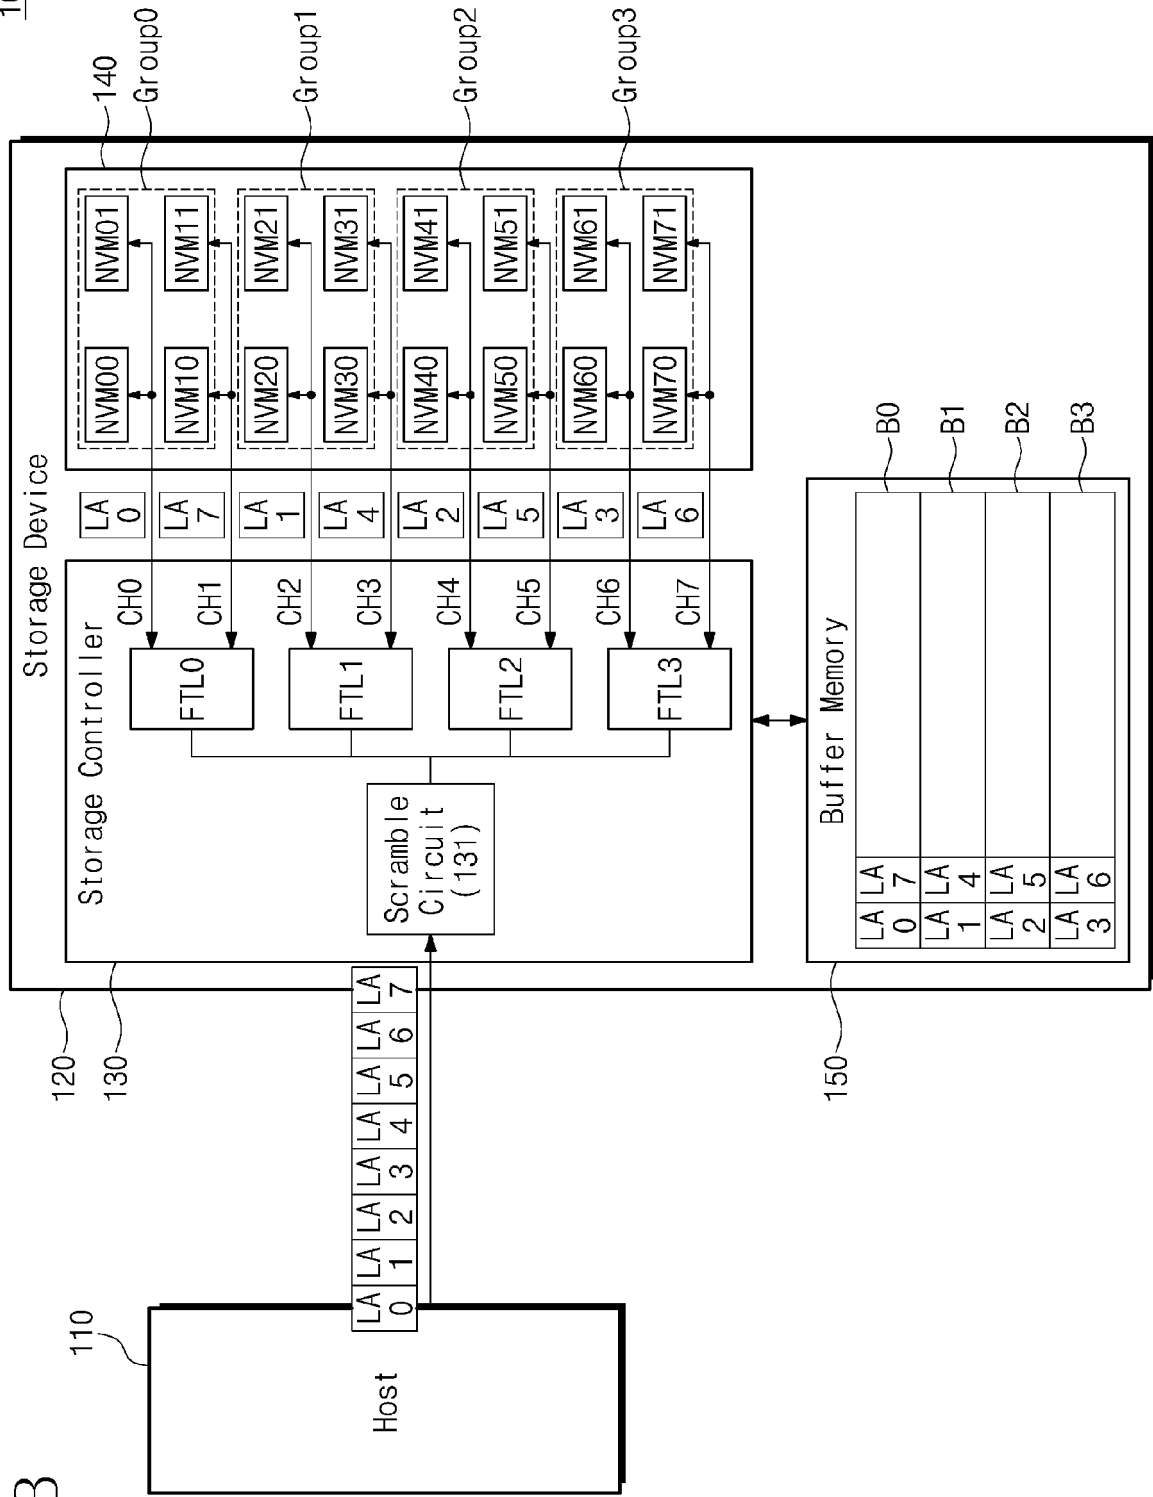 3
110
Host
LA LA LA LA LA LA LA LA
0 1 2 3 4 5 6 7
120
130
Storage Device
Storage Controller
Scramble
Circuit
(131)
FTL0
FTL1
FTL2
FTL3
CH0
CH1
CH2
CH3
CH4
CH5
CH6
CH7
LA
0
LA
7
LA
1
LA
4
LA
2
LA
5
LA
3
LA
6
140
NVM00 NVM01
NVM10 NVM11
NVM20 NVM21
NVM30 NVM31
NVM40 NVM41
NVM50 NVM51
NVM60 NVM61
NVM70 NVM71
Group0
Group1
Group2
Group3
150
Buffer Memory
LA LA
0 7
LA LA
1 4
LA LA
2 5
LA LA
3 6
B0
B1
B2
B3